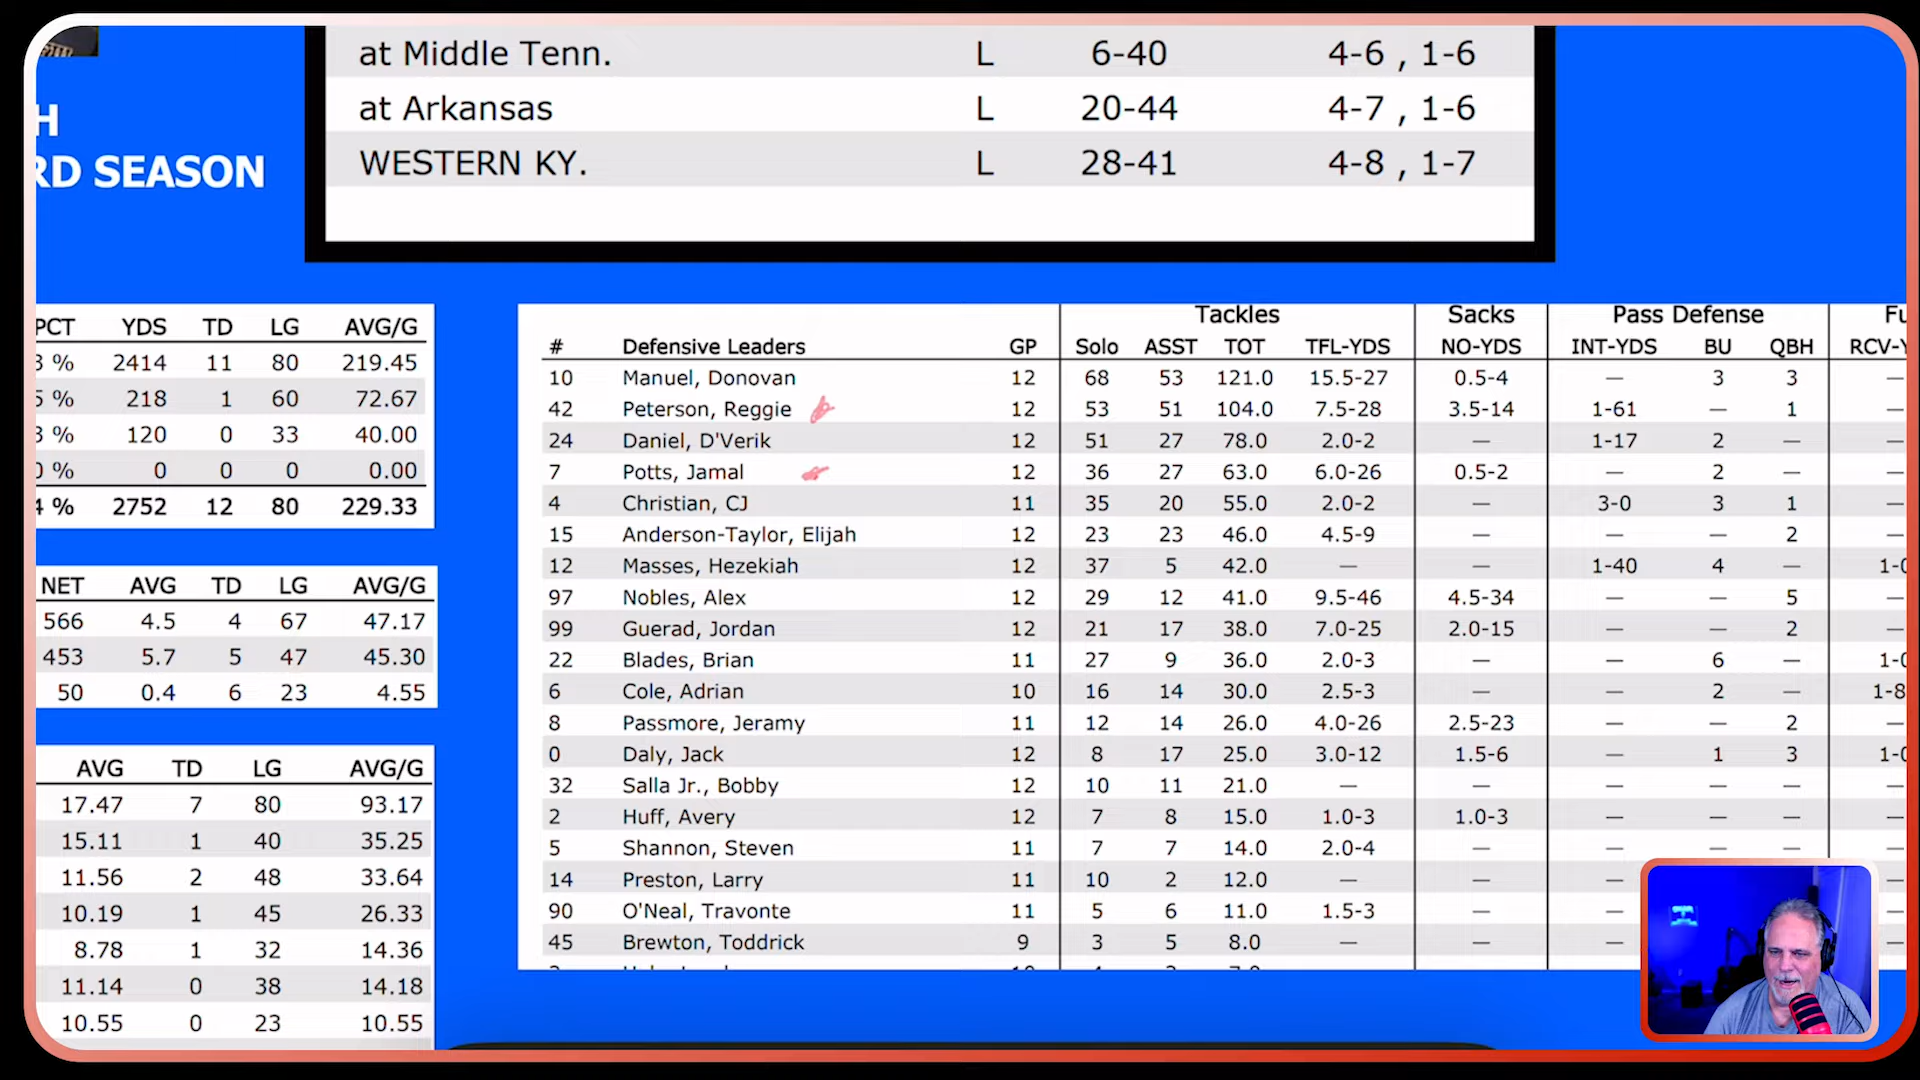 at Middle Tenn. L 6-40 4-6 , 1-6
at Arkansas L 20-44 4-7 , 1-6
WESTERN KY. L 28-41 4-8 , 1-7
H
RD SEASON
PCT YDS TD LG AVG/G
3 % 2414 11 80 219.45
5 % 218 1 60 72.67
3 % 120 0 33 40.00
0 % 0 0 0 0.00
4 % 2752 12 80 229.33
NET AVG TD LG AVG/G
566 4.5 4 67 47.17
453 5.7 5 47 45.30
50 0.4 6 23 4.55
AVG TD LG AVG/G
17.47 7 80 93.17
15.11 1 40 35.25
11.56 2 48 33.64
10.19 1 45 26.33
8.78 1 32 14.36
11.14 0 38 14.18
10.55 0 23 10.55
Tackles Sacks Pass Defense Fu
# Defensive Leaders GP Solo ASST TOT TFL-YDS NO-YDS INT-YDS BU QBH RCV-Y
10 Manuel, Donovan 12 68 53 121.0 15.5-27 0.5-4 — 3 3 —
42 Peterson, Reggie 12 53 51 104.0 7.5-28 3.5-14 1-61 — 1 —
24 Daniel, D'Verik 12 51 27 78.0 2.0-2 — 1-17 2 — —
7 Potts, Jamal 12 36 27 63.0 6.0-26 0.5-2 — 2 — —
4 Christian, CJ 11 35 20 55.0 2.0-2 — 3-0 3 1 —
15 Anderson-Taylor, Elijah 12 23 23 46.0 4.5-9 — — — 2 —
12 Masses, Hezekiah 12 37 5 42.0 — — 1-40 4 — 1-0
97 Nobles, Alex 12 29 12 41.0 9.5-46 4.5-34 — — 5 —
99 Guerad, Jordan 12 21 17 38.0 7.0-25 2.0-15 — — 2 —
22 Blades, Brian 11 27 9 36.0 2.0-3 — — 6 — 1-0
6 Cole, Adrian 10 16 14 30.0 2.5-3 — — 2 — 1-8
8 Passmore, Jeramy 11 12 14 26.0 4.0-26 2.5-23 — — 2 —
0 Daly, Jack 12 8 17 25.0 3.0-12 1.5-6 — 1 3 1-0
32 Salla Jr., Bobby 12 10 11 21.0 — — — — — —
2 Huff, Avery 12 7 8 15.0 1.0-3 1.0-3 — — — —
5 Shannon, Steven 11 7 7 14.0 2.0-4 — — — — —
14 Preston, Larry 11 10 2 12.0 — — —
90 O'Neal, Travonte 11 5 6 11.0 1.5-3 — —
45 Brewton, Toddrick 9 3 5 8.0 — — —